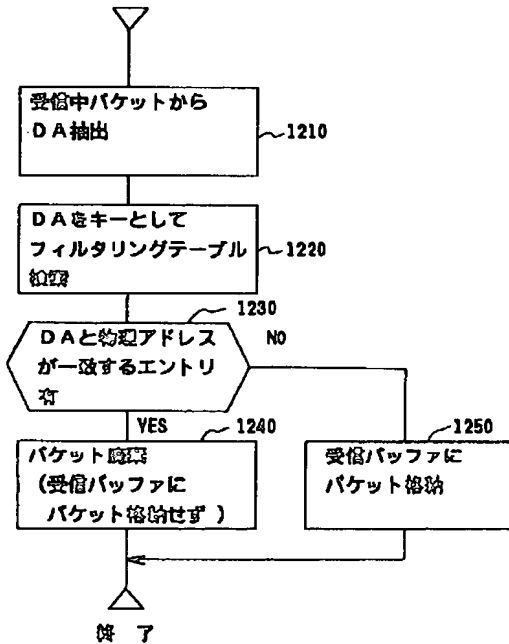 受信中パケットから
DA抽出
1210
DAをキーとして
フィルタリングテーブル
検索
1220
1230
DAと物理アドレス
が一致するエントリ
有
NO
YES
1240
パケット廃棄
(受信バッファに
パケット格納せず)
1250
受信バッファに
パケット格納
終了